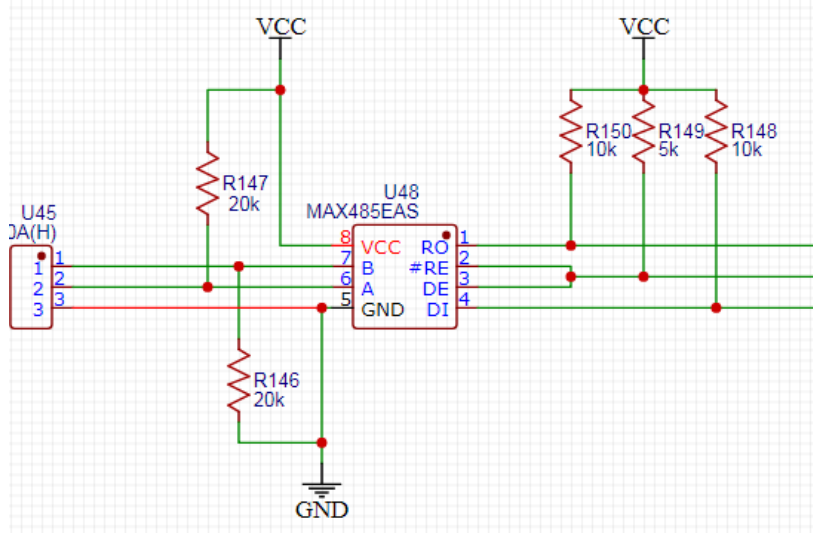 VCC
VCC
R150
10k
R149
5k
R148
10k
R147
20k
U48
MAX485EAS
U45
0A(H)
1
2
3
1
2
3
8
7
6
5
VCC
B
A
GND
RO
#RE
DE
DI
1
2
3
4
R146
20k
GND